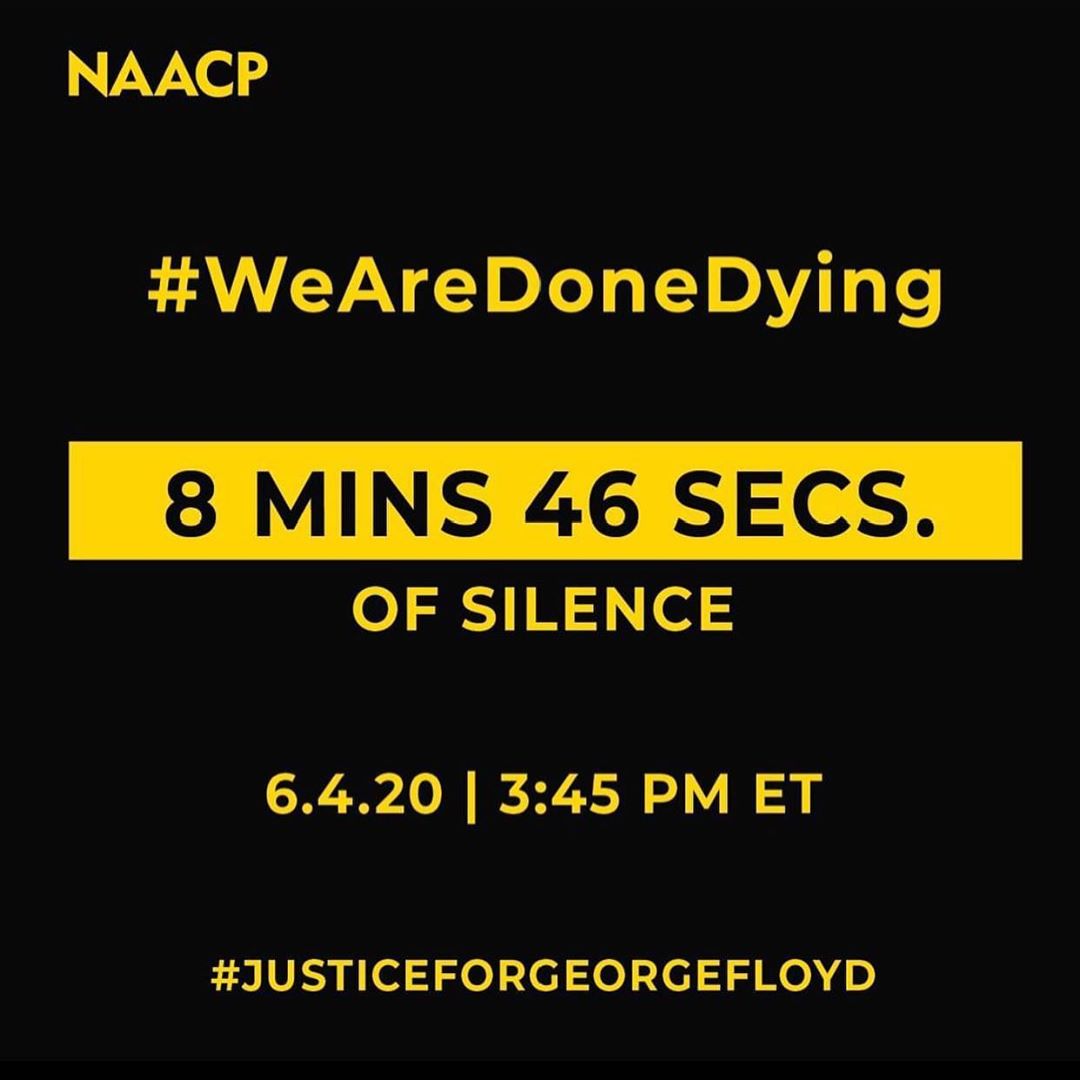 NAACP
#WeAreDoneDying
8 MINS 46 SECS.
OF SILENCE
6.4.20 | 3:45 PM ET
#JUSTICEFORGEORGEFLOYD